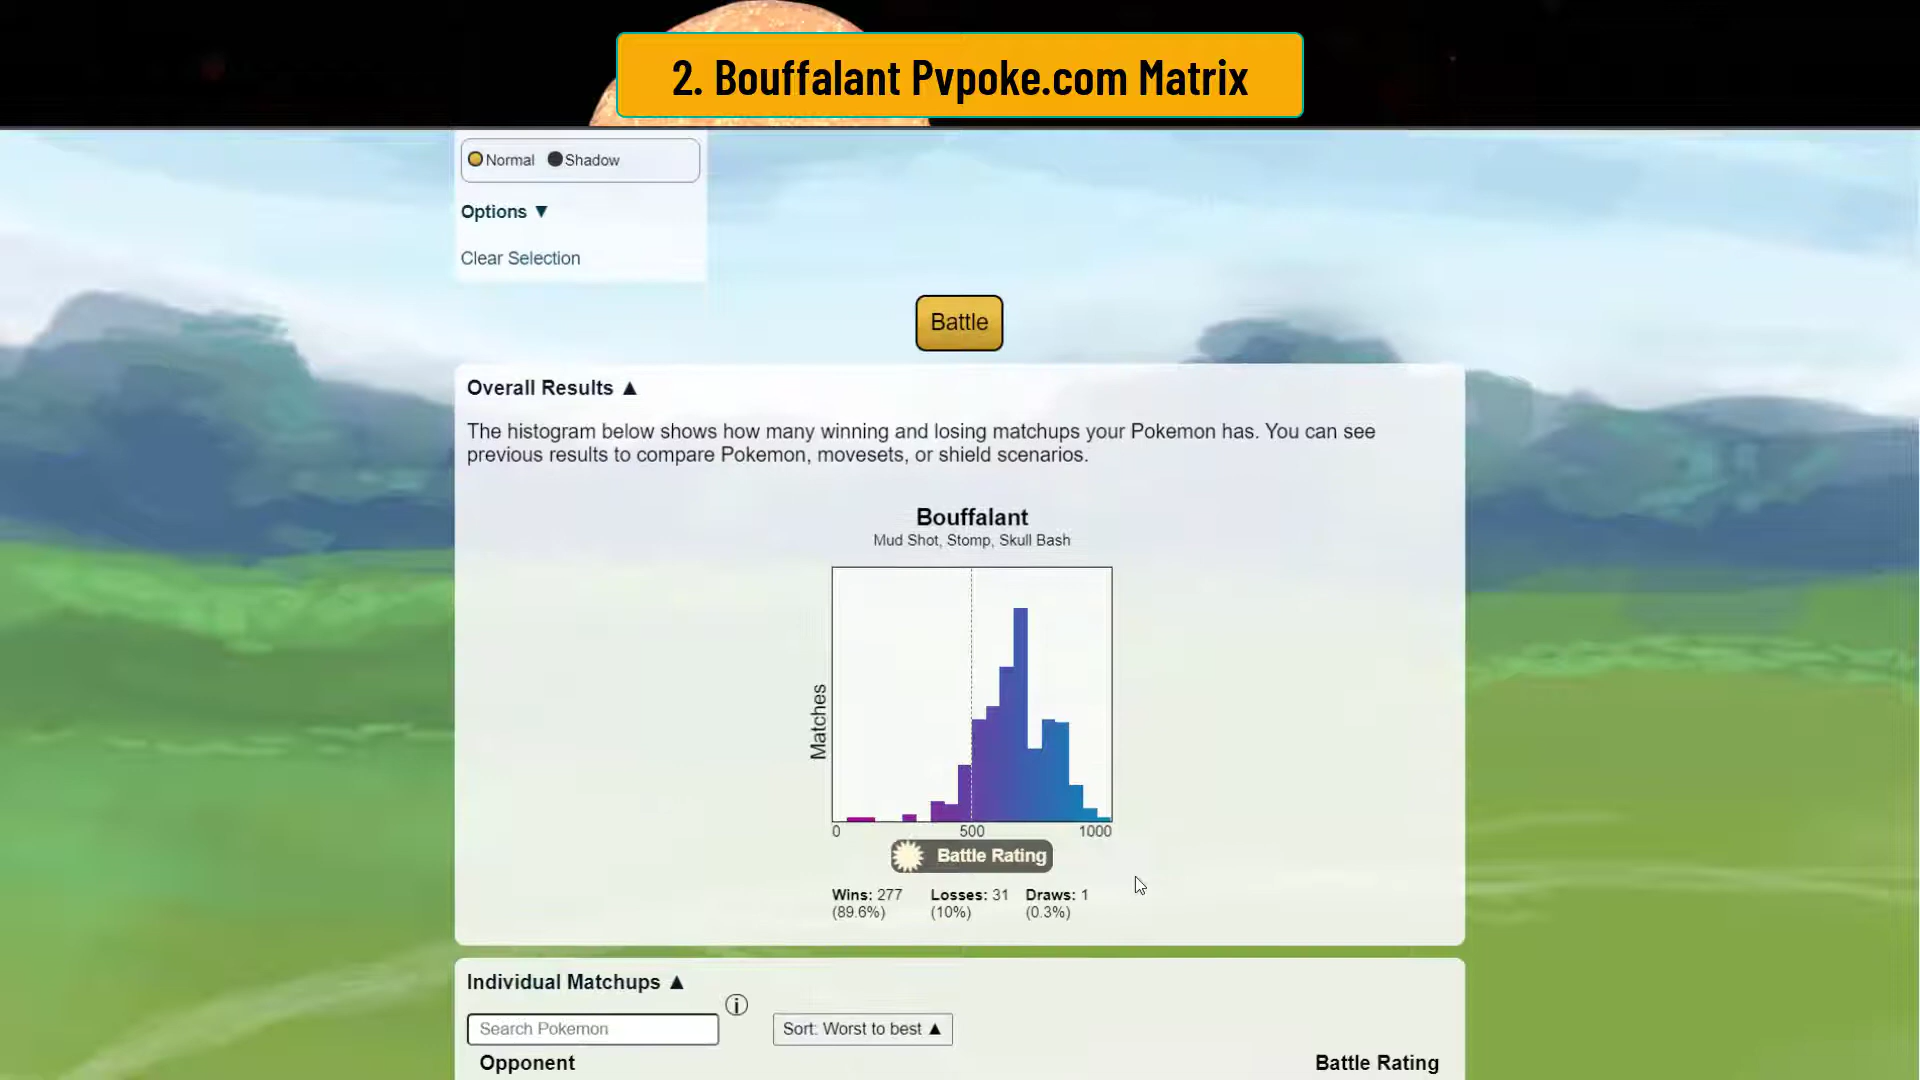 2. Bouffalant Pvpoke.com Matrix
Normal Shadow
Options ▼
Clear Selection
Battle
Overall Results ▲
The histogram below shows how many winning and losing matchups your Pokemon has. You can see
previous results to compare Pokemon, movesets, or shield scenarios.
Bouffalant
Mud Shot, Stomp, Skull Bash
Matches
0 500 1000
Battle Rating
Wins: 277 Losses: 31 Draws: 1
(89.6%) (10%) (0.3%)
Individual Matchups ▲
i
Search Pokemon Sort: Worst to best ▲
Opponent Battle Rating